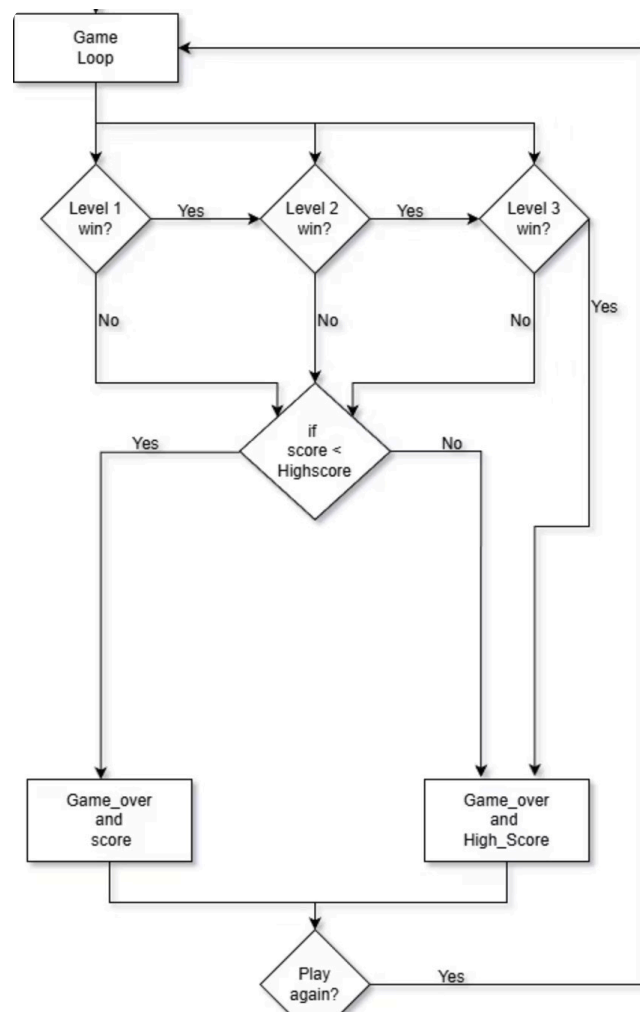 Game
Loop
Level 1
win?
Yes
Level 2
win?
Yes
Level 3
win?
No
No
No
Yes
if
score <
Highscore
Yes
No
Game_over
and
score
Game_over
and
High_Score
Play
again?
Yes